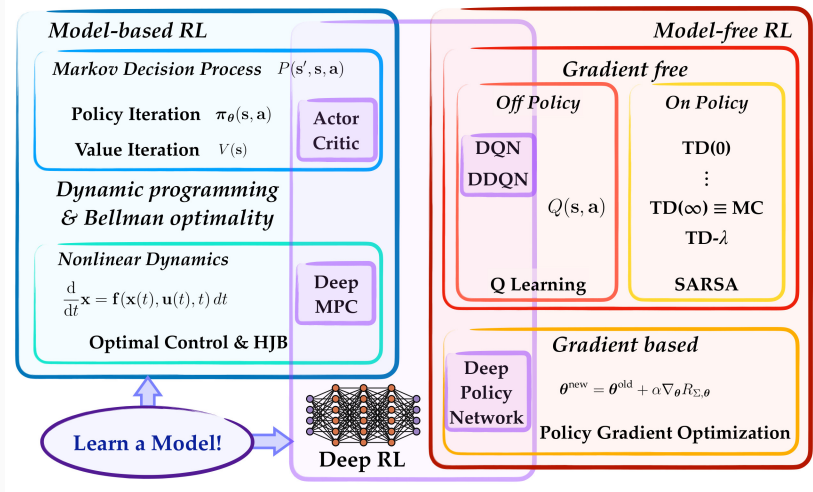 Model-based RL
Markov Decision Process P(s′, s, a)
Policy Iteration π_θ(s, a)
Value Iteration V(s)
Actor
Critic
Dynamic programming
& Bellman optimality
Nonlinear Dynamics
d/dt x = f(x(t), u(t), t) dt
Optimal Control & HJB
Deep
MPC
Learn a Model!
Deep RL
Model-free RL
Gradient free
Off Policy
DQN
DDQN
Q(s, a)
Q Learning
On Policy
TD(0)
⋮
TD(∞) ≡ MC
TD-λ
SARSA
Gradient based
Deep
Policy
Network
θ^new = θ^old + α∇_θ R_Σ,θ
Policy Gradient Optimization